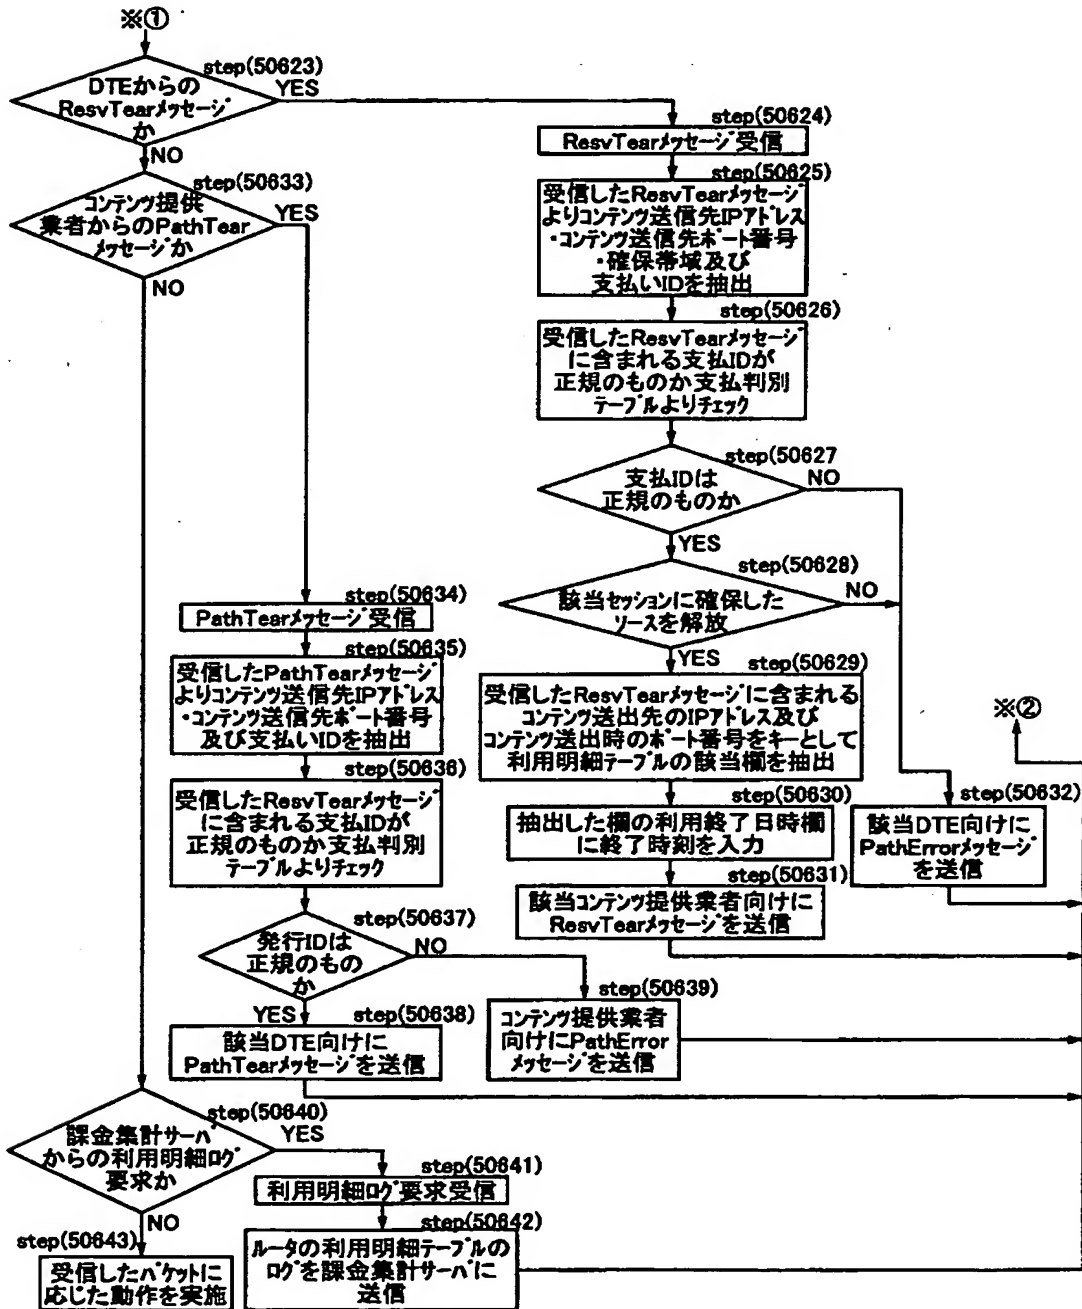 ※①
step(50623)
DTEからの
ResvTearメッセージ
か
YES
NO
step(50624)
ResvTearメッセージ受信
step(50625)
受信したResvTearメッセージ
よりコンテンツ送信先IPアドレス
・コンテンツ送信先ポート番号
・確保帯域及び
支払いIDを抽出
step(50626)
受信したResvTearメッセージ
に含まれる支払IDが
正規のものか支払判別
テーブルよりチェック
step(50627
支払IDは
正規のものか
NO
YES
step(50628)
該当セッションに確保した
ソースを解放
NO
YES
step(50629)
受信したResvTearメッセージに含まれる
コンテンツ送出先のIPアドレス及び
コンテンツ送出時のポート番号をキーとして
利用明細テーブルの該当欄を抽出
step(50630)
抽出した欄の利用終了日時欄
に終了時刻を入力
step(50631)
該当コンテンツ提供業者向けに
ResvTearメッセージを送信
step(50632)
該当DTE向けに
PathErrorメッセージ
を送信
※②
step(50633)
コンテンツ提供
業者からのPathTear
メッセージか
YES
NO
step(50634)
PathTearメッセージ受信
step(50635)
受信したPathTearメッセージ
よりコンテンツ送信先IPアドレス
・コンテンツ送信先ポート番号
及び支払いIDを抽出
step(50636)
受信したResvTearメッセージ
に含まれる支払IDが
正規のものか支払判別
テーブルよりチェック
step(50637)
発行IDは
正規のもの
か
NO
YES
step(50638)
該当DTE向けに
PathTearメッセージを送信
step(50639)
コンテンツ提供業者
向けにPathError
メッセージを送信
step(50640)
課金集計サーバ
からの利用明細ログ
要求か
YES
NO
step(50641)
利用明細ログ要求受信
step(50642)
ルータの利用明細テーブルの
ログを課金集計サーバに
送信
step(50643)
受信したパケットに
応じた動作を実施